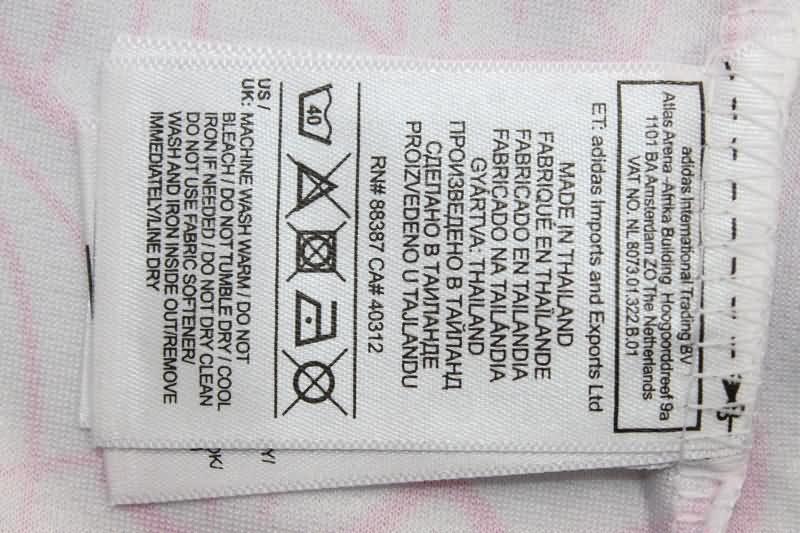 adidas International Trading BV
Atlas Arena -Afrika Building Hoogoorddreef 9a
1101 BA Amsterdam ZO The Netherlands
VAT NO. NL 8073.01.322.B.01
ET: adidas Imports and Exports Ltd
MADE IN THAILAND
FABRIQUÉ EN THAÏLANDE
FABRICADO EN TAILANDIA
FABRICADO NA TAILÂNDIA
GYÁRTVA: THAILAND
ПРОИЗВЕДЕНО В ТАЙЛАНД
СДЕЛАНО В ТАИЛАНДЕ
PROIZVEDENO U TAJLANDU
RN# 88387 CA# 40312
40
US /
UK: MACHINE WASH WARM / DO NOT
BLEACH / DO NOT TUMBLE DRY / COOL
IRON IF NEEDED / DO NOT DRY CLEAN
DO NOT USE FABRIC SOFTENER/
WASH AND IRON INSIDE OUT/REMOVE
IMMEDIATELY/LINE DRY